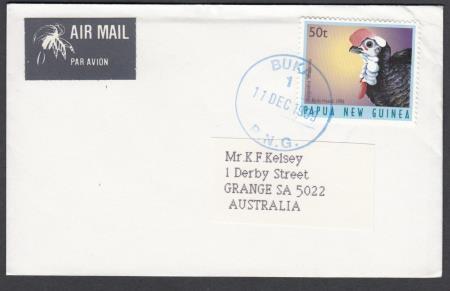 AIR MAIL
PAR AVION
50t
PAPUA NEW GUINEA
BUKA
1
11 DEC
P.N.G.
Mr.K.F.Kelsey
1 Derby Street
GRANGE SA 5022
AUSTRALIA